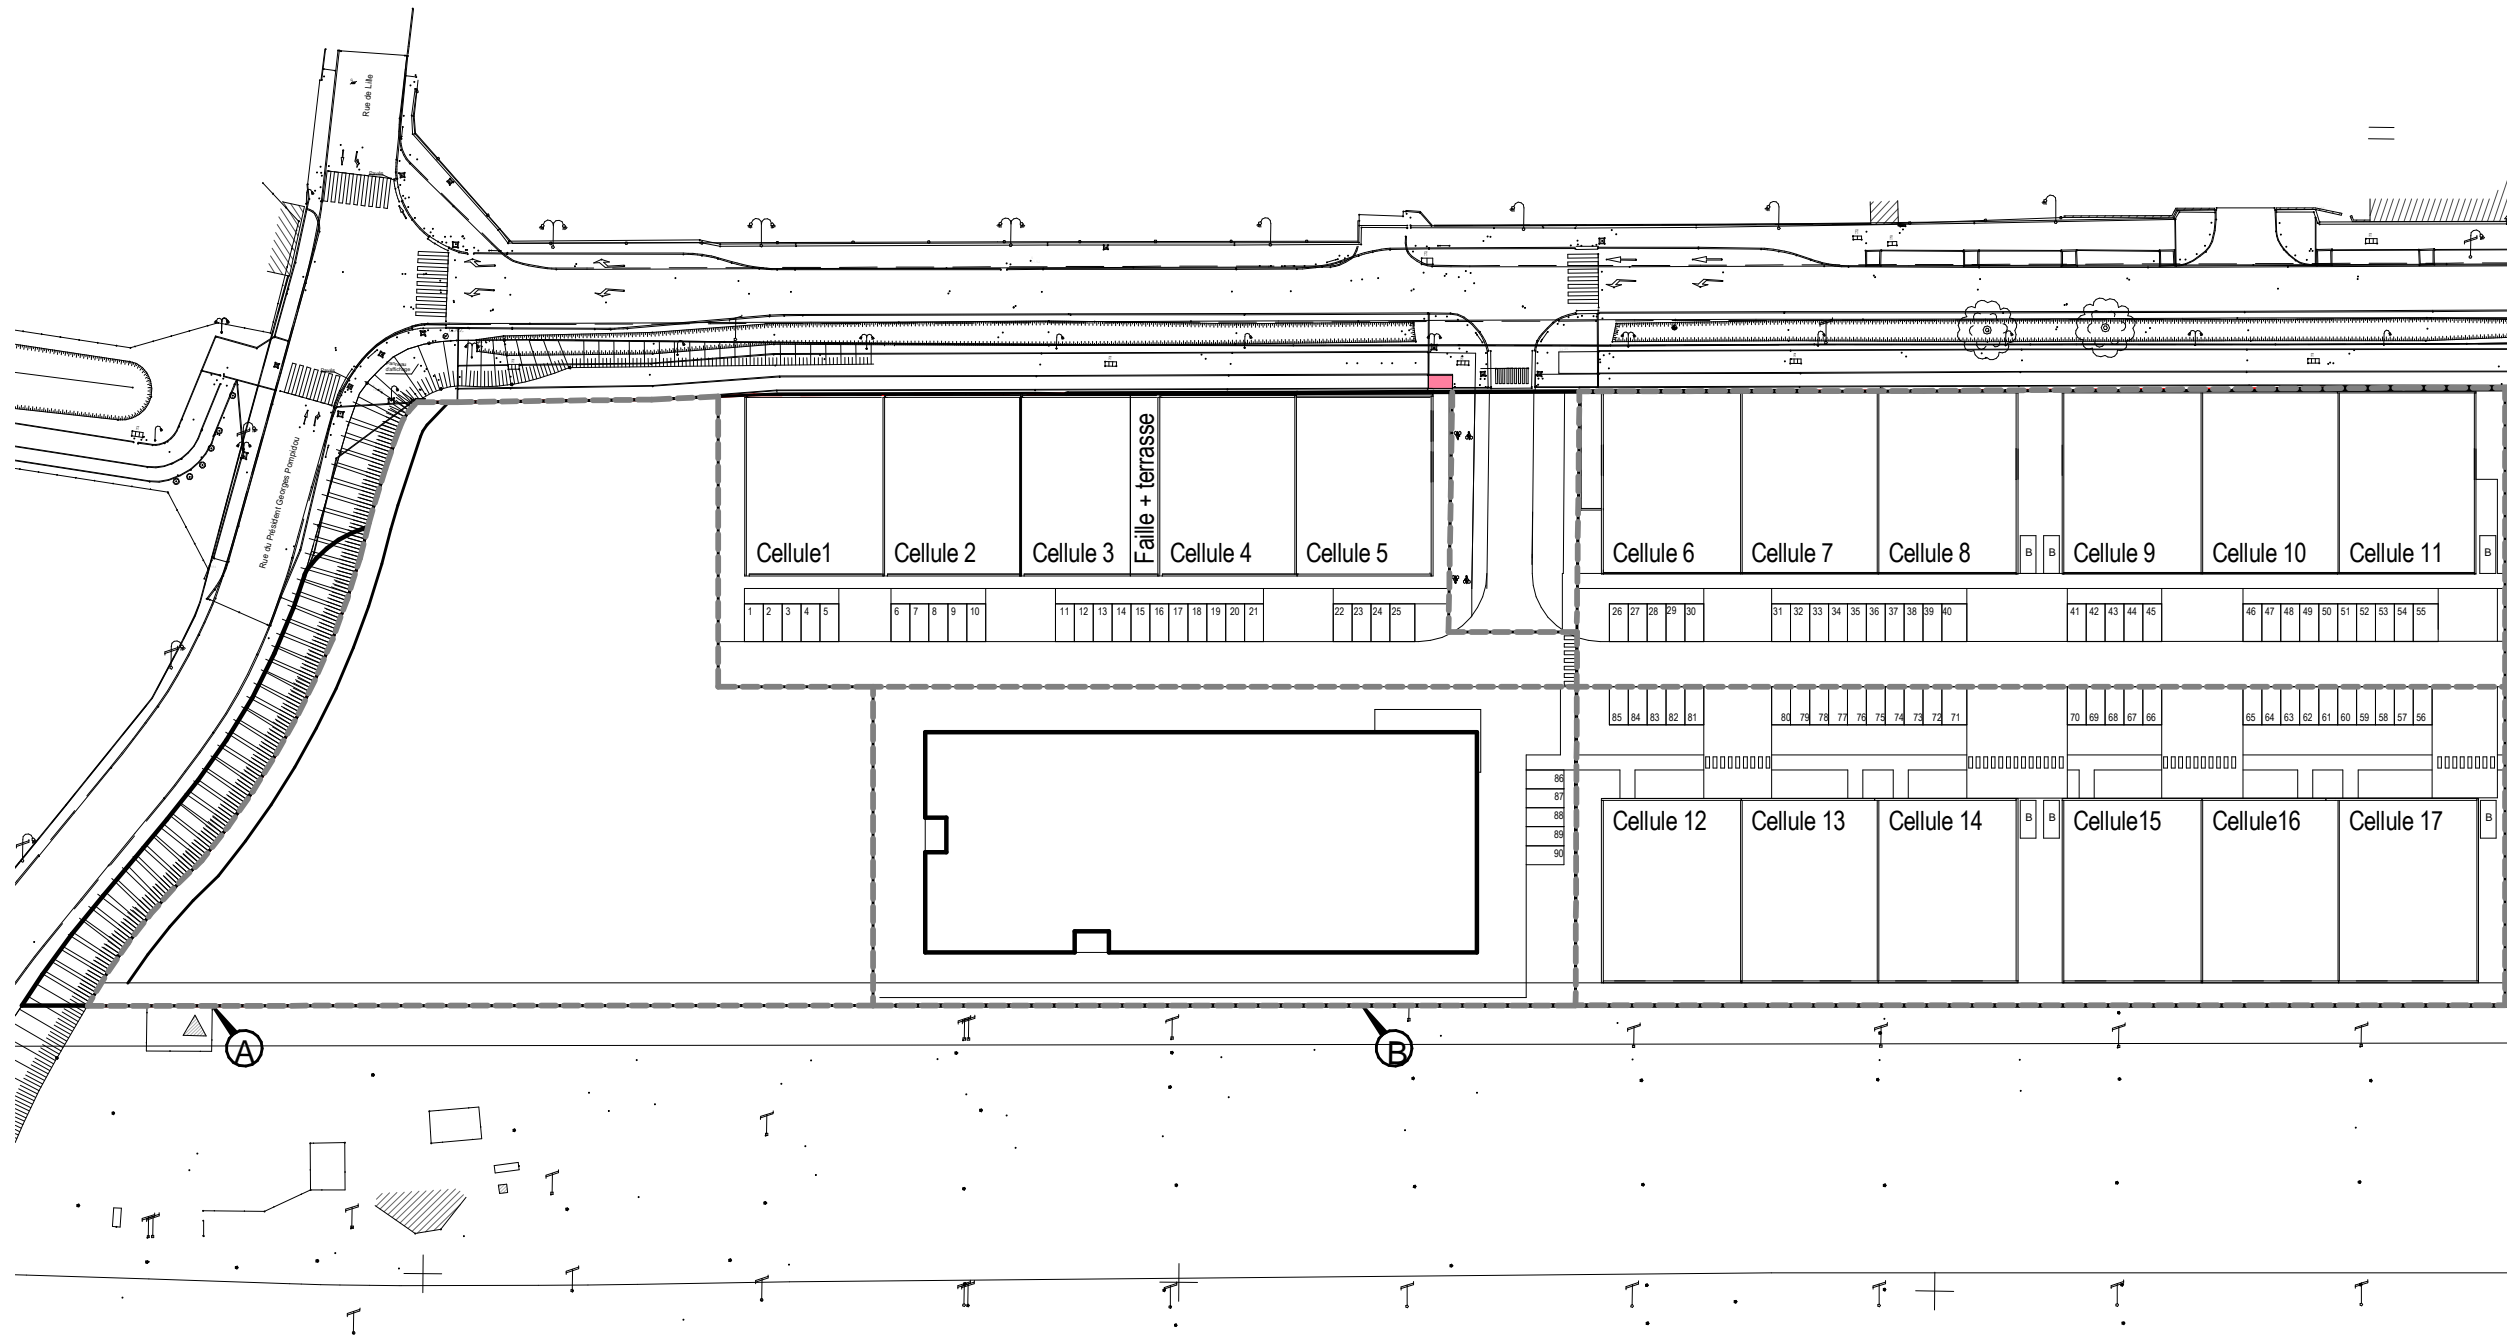 Rue de Lille
Rue du Président Georges Pompidou
Cellule1
Cellule 2
Cellule 3
Faille + terrasse
Cellule 4
Cellule 5
Cellule 6
Cellule 7
Cellule 8
B
B
Cellule 9
Cellule 10
Cellule 11
B
1 2 3 4 5
6 7 8 9 10
11 12 13 14 15 16 17 18 19 20 21
22 23 24 25
26 27 28 29 30
31 32 33 34 35 36 37 38 39 40
41 42 43 44 45
46 47 48 49 50 51 52 53 54 55
85 84 83 82 81
80 79 78 77 76 75 74 73 72 71
70 69 68 67 66
65 64 63 62 61 60 59 58 57 56
86
87
88
89
90
Cellule 12
Cellule 13
Cellule 14
B
B
Cellule15
Cellule16
Cellule 17
B
A
B